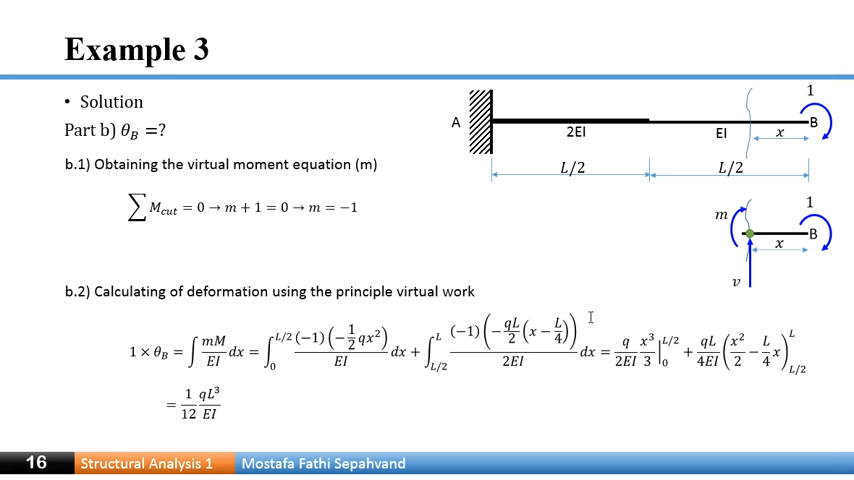 Example 3
• Solution
Part b) θ_B =?
b.1) Obtaining the virtual moment equation (m)
∑ M_cut = 0 → m + 1 = 0 → m = −1
A
2EI
EI
x
B
1
L/2
L/2
1
m
B
x
v
b.2) Calculating of deformation using the principle virtual work
1 × θ_B = ∫ mM/EI dx = ∫_0^{L/2} (−1)(−1/2 qx²)/EI dx + ∫_{L/2}^{L} (−1)(−qL/2 (x − L/4))/2EI dx = q/2EI x³/3 |_0^{L/2} + qL/4EI (x²/2 − L/4 x)_{L/2}^{L}
= 1/12 qL³/EI
16 Structural Analysis 1 Mostafa Fathi Sepahvand